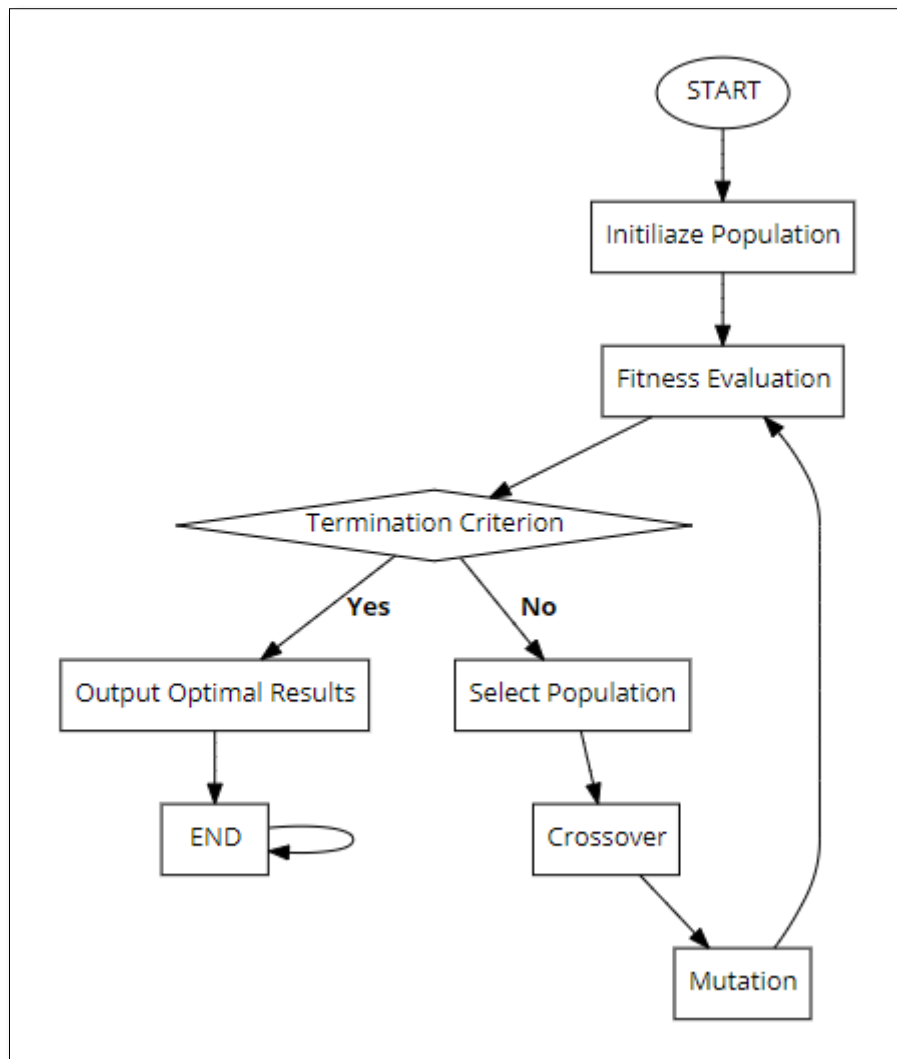 START
Initiliaze Population
Fitness Evaluation
Termination Criterion
Yes
No
Output Optimal Results
Select Population
END
Crossover
Mutation